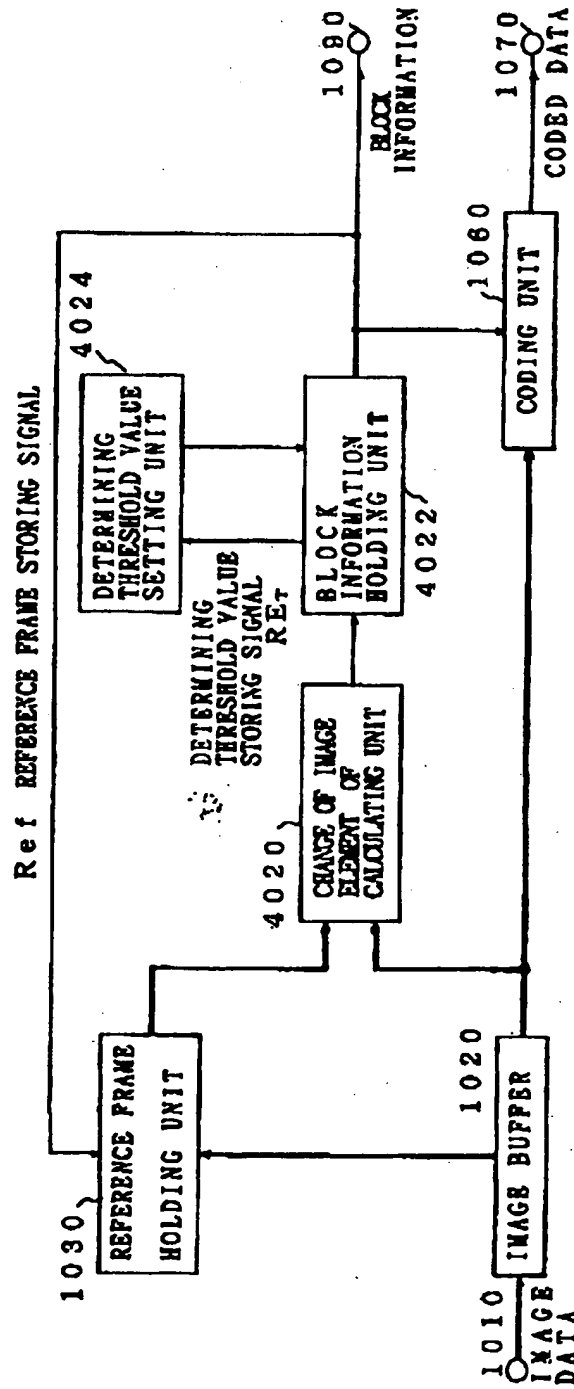 Ref REFERENCE FRAME STORING SIGNAL
1030
REFERENCE FRAME
HOLDING UNIT
4024
DETERMINING
THRESHOLD VALUE
SETTING UNIT
DETERMINING
THRESHOLD VALUE
STORING SIGNAL
RET
4020
CHANGE OF IMAGE
ELEMENT OF
CALCULATING UNIT
BLOCK
INFORMATION
HOLDING UNIT
4022
1090
BLOCK
INFORMATION
1010
IMAGE
DATA
1020
IMAGE BUFFER
1060
CODING UNIT
1070
CODED DATA